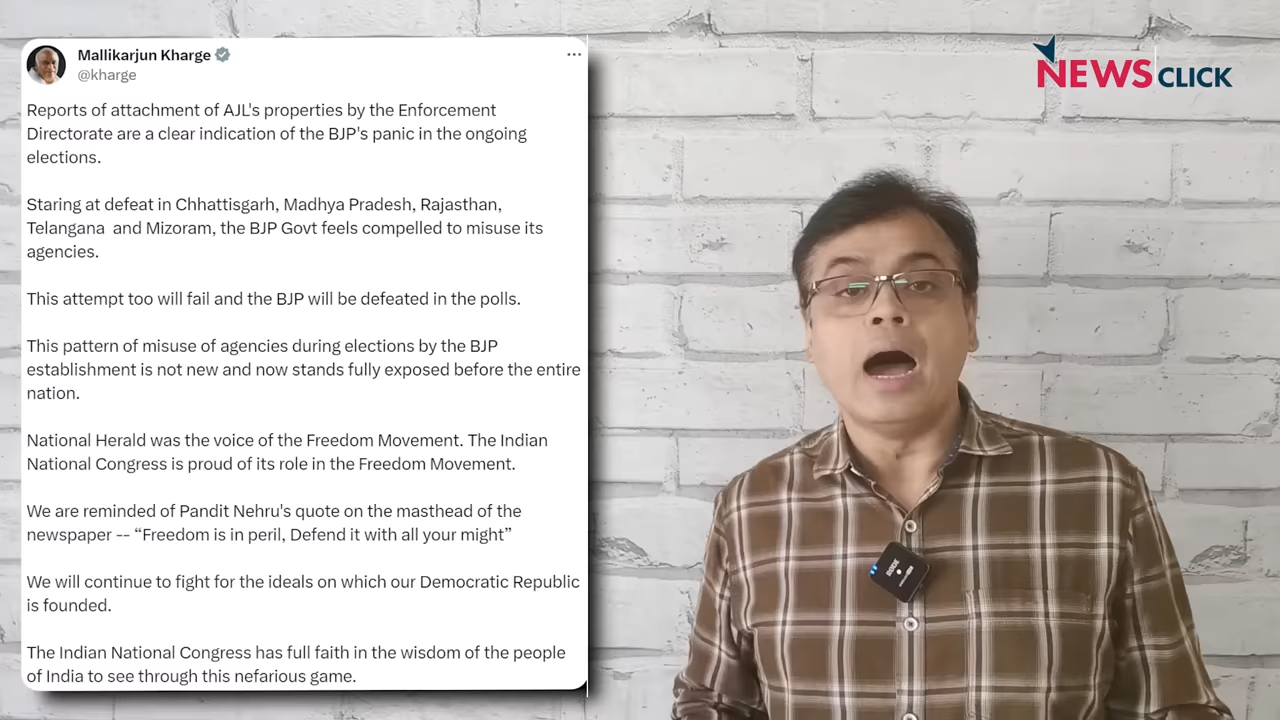 Mallikarjun Kharge
@kharge
Reports of attachment of AJL's properties by the Enforcement
Directorate are a clear indication of the BJP's panic in the ongoing
elections.
Staring at defeat in Chhattisgarh, Madhya Pradesh, Rajasthan,
Telangana and Mizoram, the BJP Govt feels compelled to misuse its
agencies.
This attempt too will fail and the BJP will be defeated in the polls.
This pattern of misuse of agencies during elections by the BJP
establishment is not new and now stands fully exposed before the entire
nation.
National Herald was the voice of the Freedom Movement. The Indian
National Congress is proud of its role in the Freedom Movement.
We are reminded of Pandit Nehru's quote on the masthead of the
newspaper -- “Freedom is in peril, Defend it with all your might”
We will continue to fight for the ideals on which our Democratic Republic
is founded.
The Indian National Congress has full faith in the wisdom of the people
of India to see through this nefarious game.
NEWS CLICK